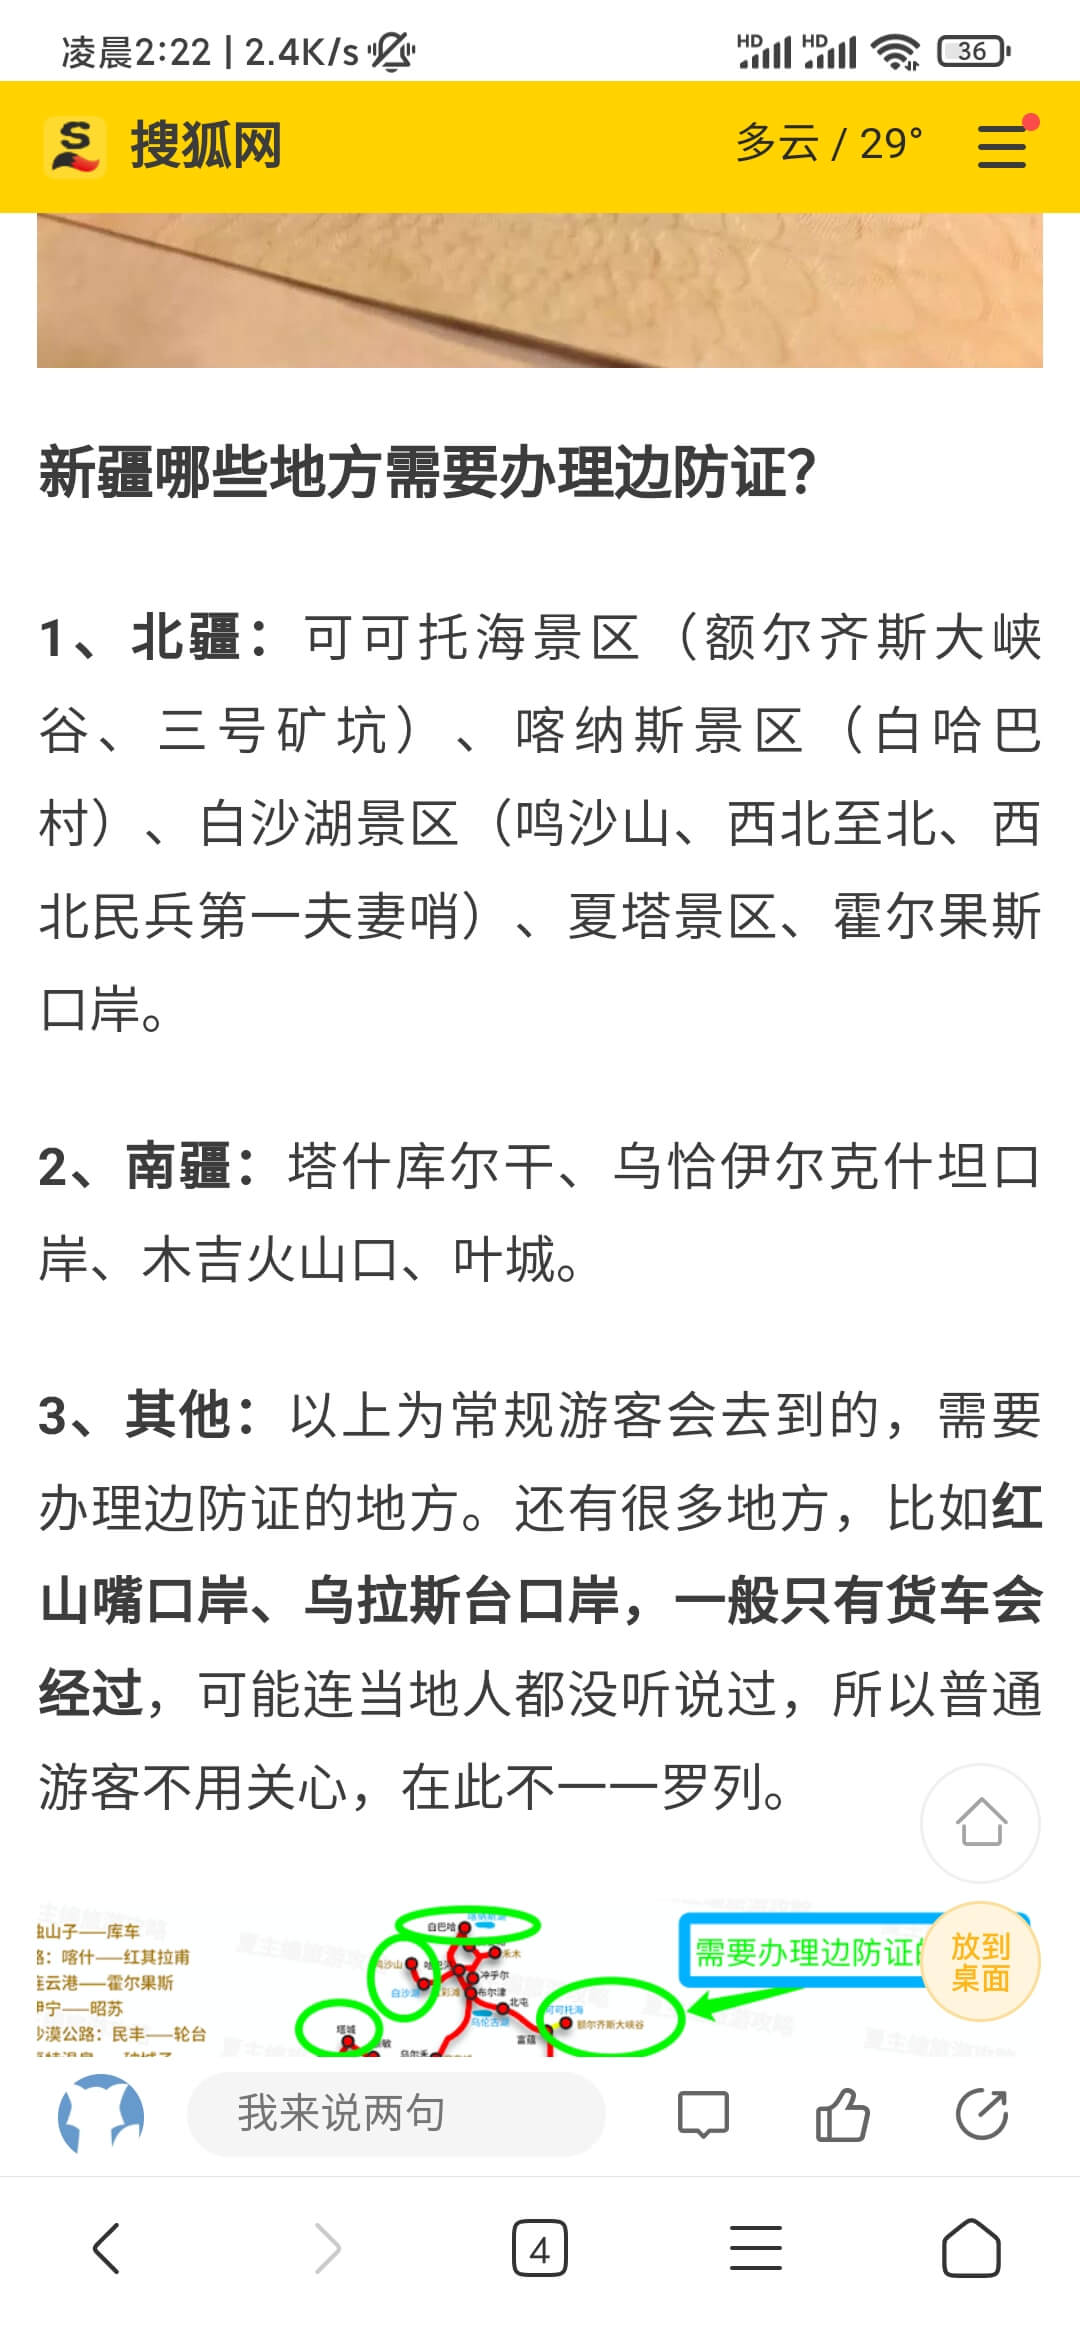 凌晨2:22 | 2.4K/s
HD HD 36
搜狐网
多云 / 29°
新疆哪些地方需要办理边防证？
1、北疆：可可托海景区（额尔齐斯大峡
谷、三号矿坑）、喀纳斯景区（白哈巴
村）、白沙湖景区（鸣沙山、西北至北、西
北民兵第一夫妻哨）、夏塔景区、霍尔果斯
口岸。
2、南疆：塔什库尔干、乌恰伊尔克什坦口
岸、木吉火山口、叶城。
3、其他：以上为常规游客会去到的，需要
办理边防证的地方。还有很多地方，比如红
山嘴口岸、乌拉斯台口岸，一般只有货车会
经过，可能连当地人都没听说过，所以普通
游客不用关心，在此不一一罗列。
山子——库车
：喀什——红其拉甫
云港——霍尔果斯
宁——昭苏
漠公路：民丰——轮台
白巴哈
禾木
鸣沙山
冲乎尔
白沙湖
布尔津
北屯
乌伦古湖
可可托海
额尔齐斯大峡谷
富蕴
塔城
需要办理边防证
放到
桌面
我来说两句
4